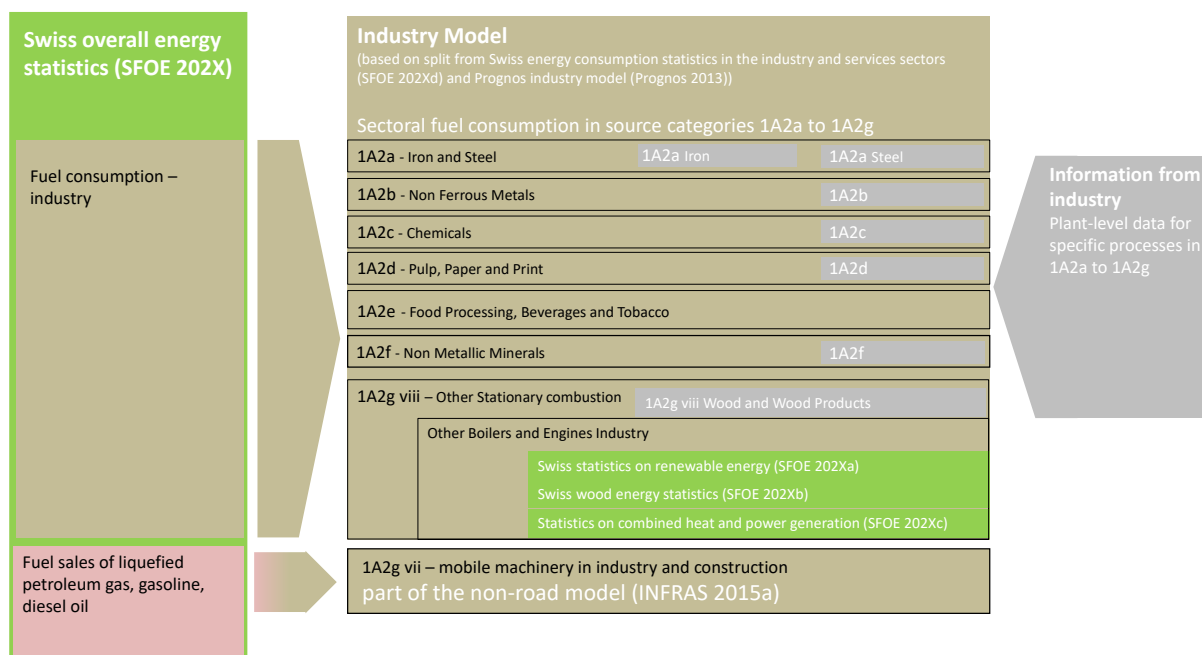 Swiss overall energy
statistics (SFOE 202X)
Fuel consumption –
industry
Fuel sales of liquefied
petroleum gas, gasoline,
diesel oil
Industry Model
(based on split from Swiss energy consumption statistics in the industry and services sectors
(SFOE 202Xd) and Prognos industry model (Prognos 2013))
Sectoral fuel consumption in source categories 1A2a to 1A2g
1A2a - Iron and Steel
1A2a Iron
1A2a Steel
1A2b - Non Ferrous Metals
1A2b
1A2c - Chemicals
1A2c
1A2d - Pulp, Paper and Print
1A2d
1A2e - Food Processing, Beverages and Tobacco
1A2f - Non Metallic Minerals
1A2f
1A2g viii – Other Stationary combustion
1A2g viii Wood and Wood Products
Other Boilers and Engines Industry
Swiss statistics on renewable energy (SFOE 202Xa)
Swiss wood energy statistics (SFOE 202Xb)
Statistics on combined heat and power generation (SFOE 202Xc)
1A2g vii – mobile machinery in industry and construction
part of the non-road model (INFRAS 2015a)
Information from
industry
Plant-level data for
specific processes in
1A2a to 1A2g